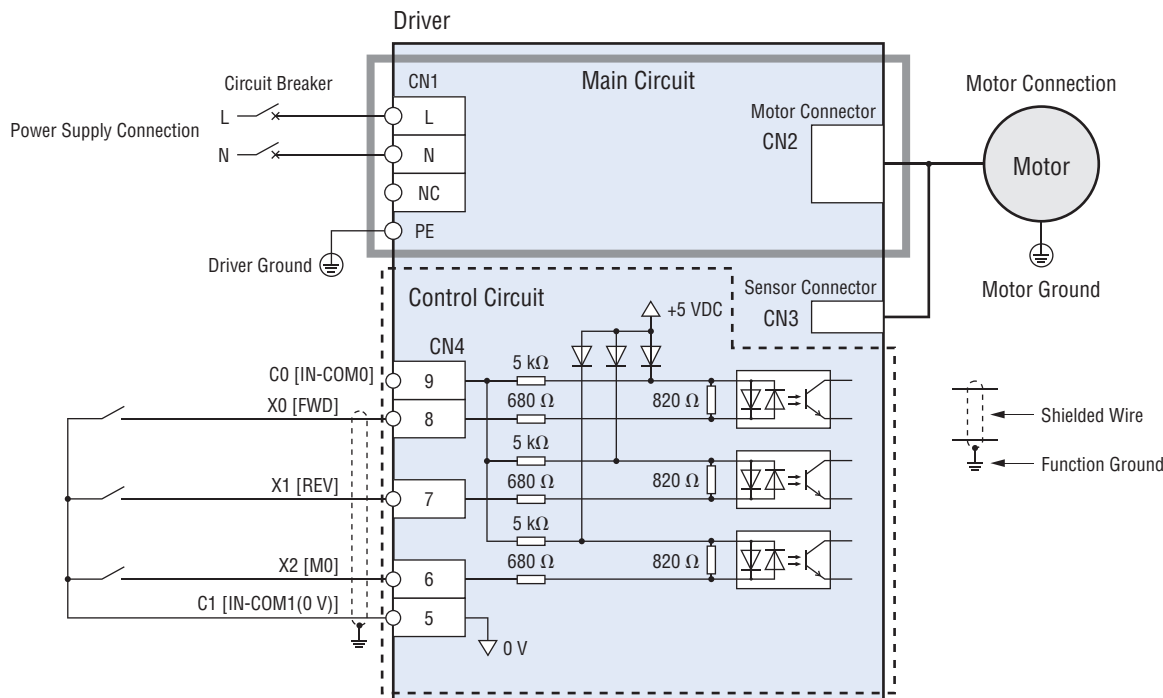 Driver
Main Circuit
CN1
Circuit Breaker
Power Supply Connection
L
N
L
N
NC
PE
Driver Ground
Motor Connector
CN2
Motor Connection
Motor
Motor Ground
Sensor Connector
CN3
Control Circuit
+5 VDC
CN4
C0 [IN-COM0]
9
5 kΩ
X0 [FWD]
8
680 Ω
820 Ω
5 kΩ
X1 [REV]
7
680 Ω
820 Ω
5 kΩ
X2 [M0]
6
680 Ω
820 Ω
C1 [IN-COM1(0 V)]
5
0 V
Shielded Wire
Function Ground